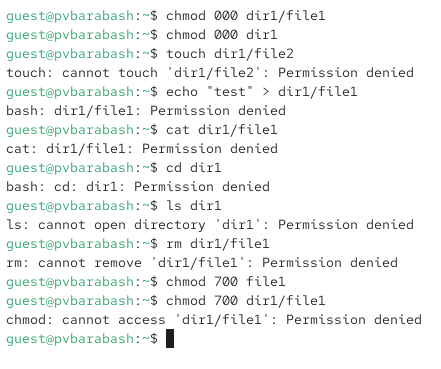 guest@pvbarabash:~$ chmod 000 dir1/file1
guest@pvbarabash:~$ chmod 000 dir1
guest@pvbarabash:~$ touch dir1/file2
touch: cannot touch 'dir1/file2': Permission denied
guest@pvbarabash:~$ echo "test" > dir1/file1
bash: dir1/file1: Permission denied
guest@pvbarabash:~$ cat dir1/file1
cat: dir1/file1: Permission denied
guest@pvbarabash:~$ cd dir1
bash: cd: dir1: Permission denied
guest@pvbarabash:~$ ls dir1
ls: cannot open directory 'dir1': Permission denied
guest@pvbarabash:~$ rm dir1/file1
rm: cannot remove 'dir1/file1': Permission denied
guest@pvbarabash:~$ chmod 700 file1
guest@pvbarabash:~$ chmod 700 dir1/file1
chmod: cannot access 'dir1/file1': Permission denied
guest@pvbarabash:~$